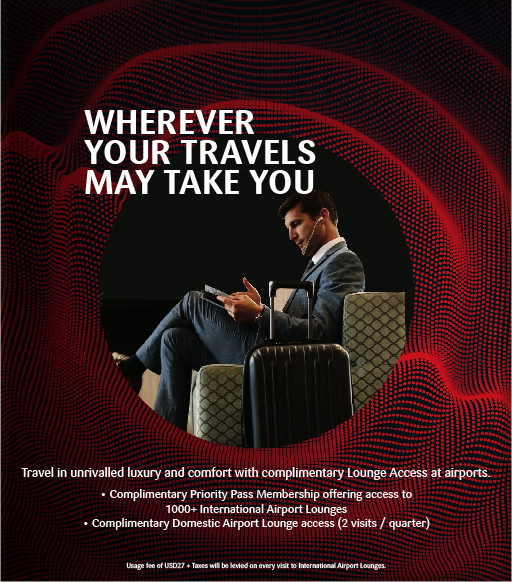 WHEREVER
YOUR TRAVELS
MAY TAKE YOU
Travel in unrivalled luxury and comfort with complimentary Lounge Access at airports.
• Complimentary Priority Pass Membership offering access to
1000+ International Airport Lounges
• Complimentary Domestic Airport Lounge access (2 visits / quarter)
Usage fee of USD27 + Taxes will be levied on every visit to International Airport Lounges.